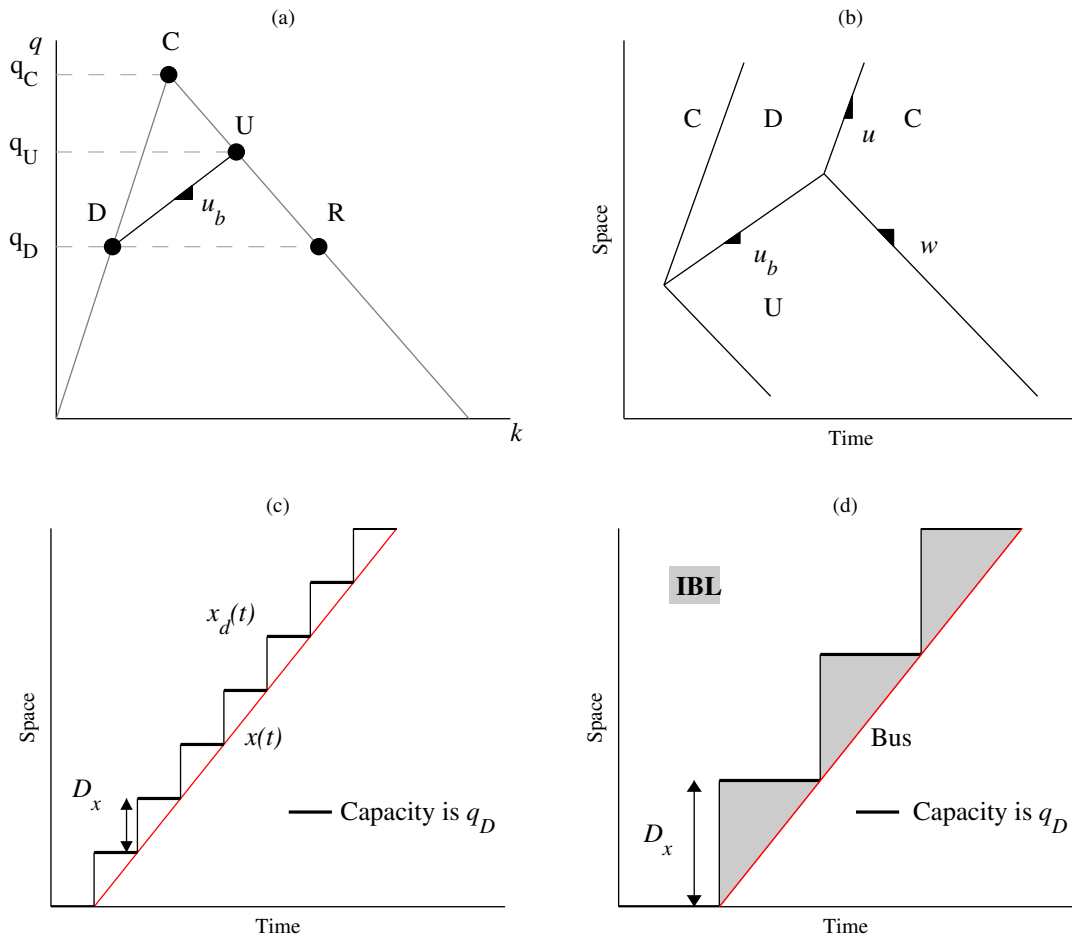 (a)
q
C
q_C
U
q_U
D
u_b
R
q_D
k
(b)
C
D
C
u
u_b
w
U
Space
Time
(c)
x_d(t)
x(t)
D_x
Capacity is q_D
Space
Time
(d)
IBL
Bus
D_x
Capacity is q_D
Space
Time